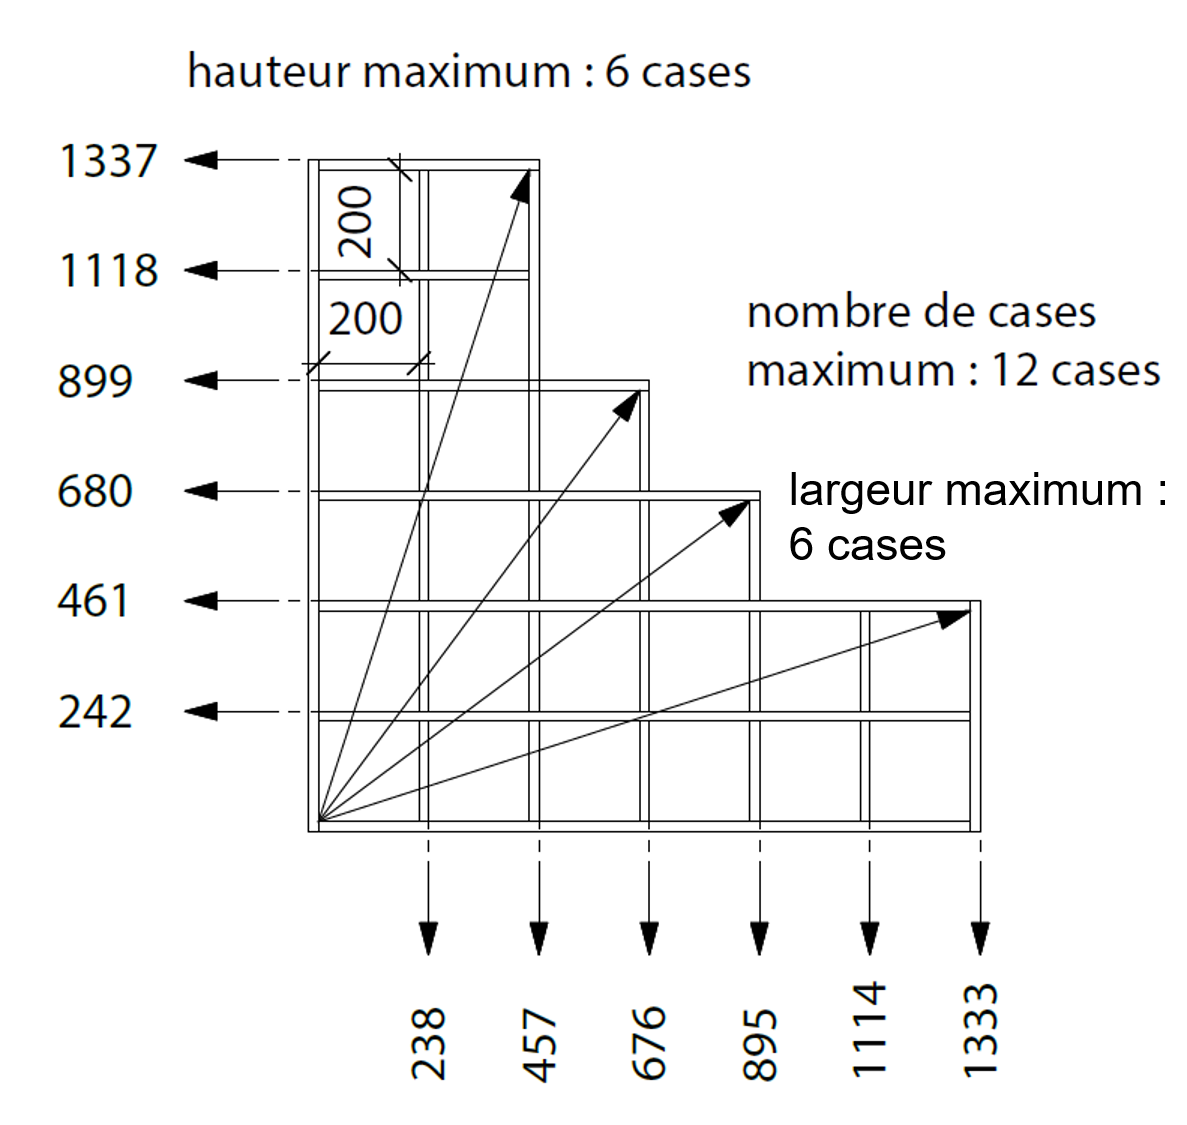 hauteur maximum : 6 cases
1337
200
1118
200
nombre de cases
maximum : 12 cases
899
680
largeur maximum :
6 cases
461
242
238
457
676
895
1114
1333